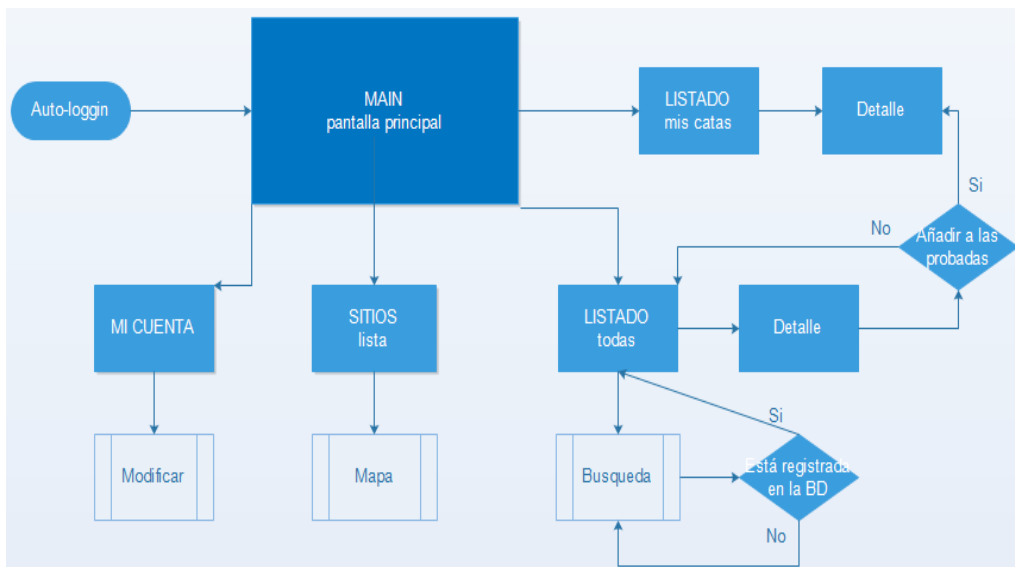 MAIN
pantalla principal
Auto-loggin
LISTADO
mis catas
Detalle
Si
No
Añadir a las
probadas
MI CUENTA
SITIOS
lista
LISTADO
todas
Detalle
Si
Modificar
Mapa
Busqueda
Está registrada
en la BD
No